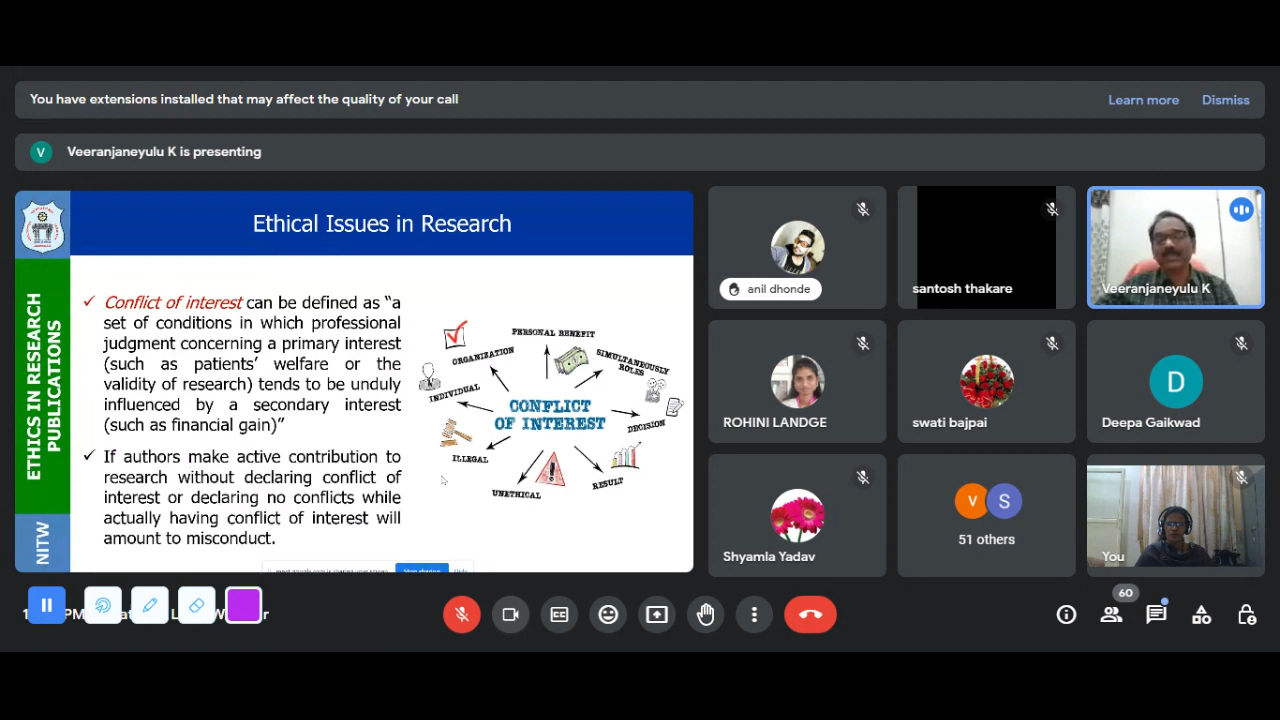 You have extensions installed that may affect the quality of your call
Learn more
Dismiss
V
Veeranjaneyulu K is presenting
Ethical Issues in Research
ETHICS IN RESEARCH
PUBLICATIONS
NITW
Conflict of interest can be defined as “a
set of conditions in which professional
judgment concerning a primary interest
(such as patients’ welfare or the
validity of research) tends to be unduly
influenced by a secondary interest
(such as financial gain)”
If authors make active contribution to
research without declaring conflict of
interest or declaring no conflicts while
actually having conflict of interest will
amount to misconduct.
PERSONAL BENEFIT
ORGANIZATION
SIMULTANEOUSLY
ROLES
INDIVIDUAL
CONFLICT
OF INTEREST
DECISION
ILLEGAL
RESULT
UNETHICAL
Stop sharing
Hide
anil dhonde
santosh thakare
Veeranjaneyulu K
ROHINI LANDGE
swati bajpai
D
Deepa Gaikwad
Shyamla Yadav
V
S
51 others
You
PM
60